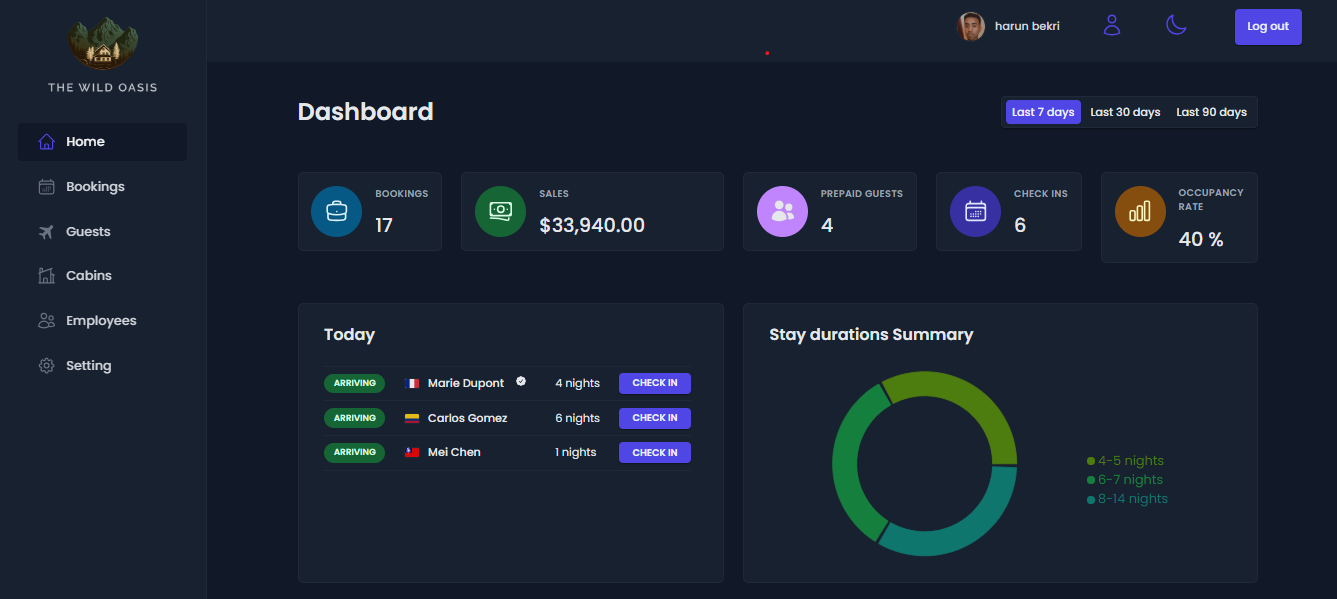 THE WILD OASIS
harun bekri
Log out
Home
Bookings
Guests
Cabins
Employees
Setting
Dashboard
Last 7 days Last 30 days Last 90 days
BOOKINGS
17
SALES
$33,940.00
PREPAID GUESTS
4
CHECK INS
6
OCCUPANCY
RATE
40 %
Today
ARRIVING Marie Dupont 4 nights CHECK IN
ARRIVING Carlos Gomez 6 nights CHECK IN
ARRIVING Mei Chen 1 nights CHECK IN
Stay durations Summary
4-5 nights
6-7 nights
8-14 nights